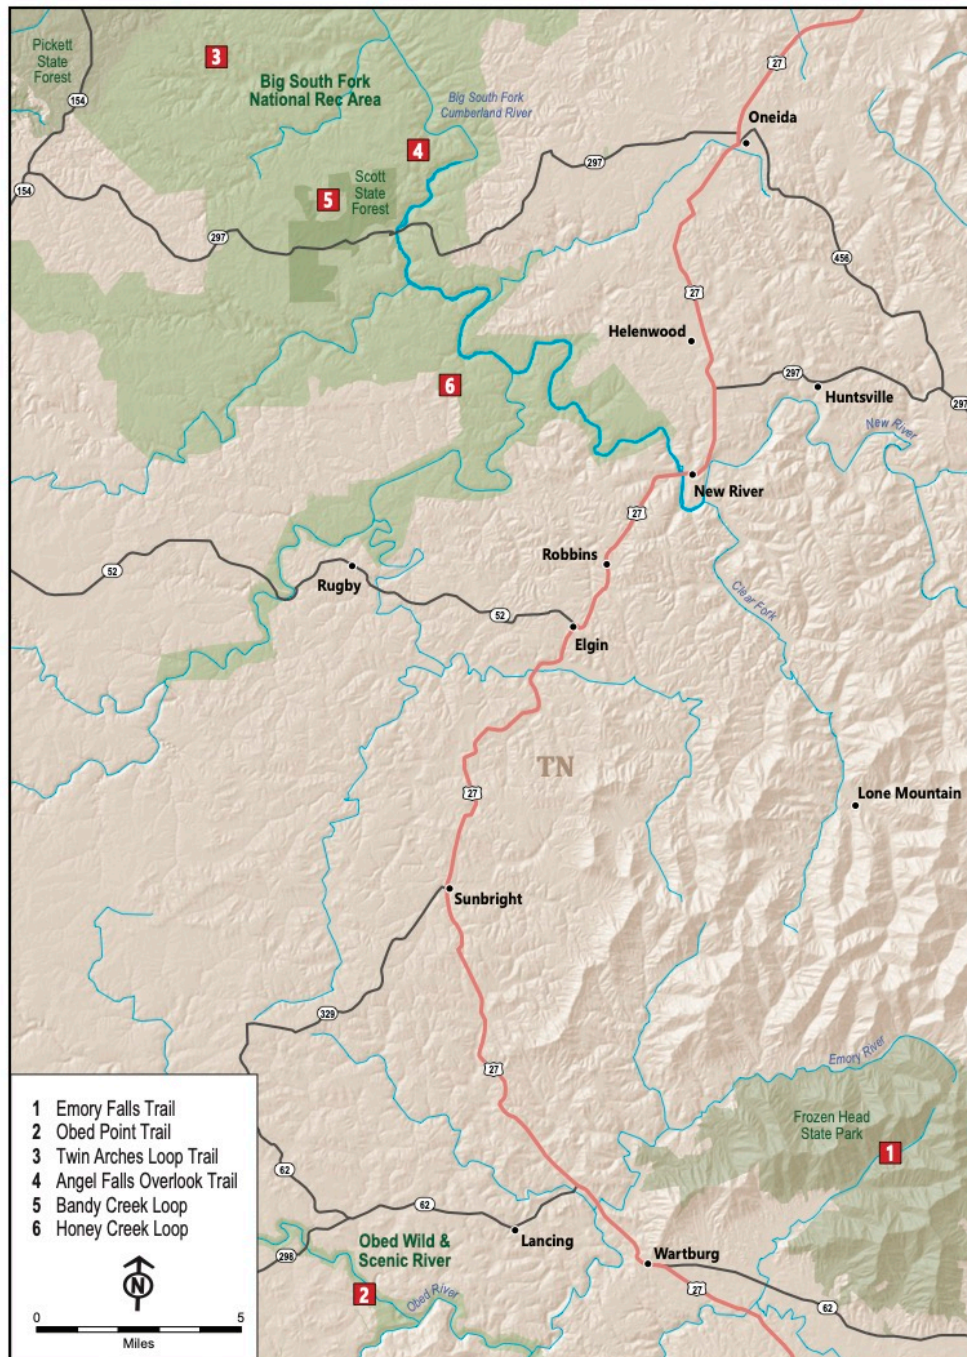 Pickett
State
Forest
3
Big South Fork
National Rec Area
Big South Fork
Cumberland River
27
154
Oneida
4
297
154
5
Scott
State
Forest
297
456
27
Helenwood
6
297
Huntsville
297
New River
New River
27
Robbins
52
Rugby
Clear Fork
52
Elgin
TN
27
Lone Mountain
Sunbright
329
Emory River
27
Frozen Head
State Park
1
1 Emory Falls Trail
2 Obed Point Trail
3 Twin Arches Loop Trail
4 Angel Falls Overlook Trail
5 Bandy Creek Loop
6 Honey Creek Loop
N
0 5
Miles
62
62
Lancing
298
Obed Wild &
Scenic River
Wartburg
2
Obed River
27
62